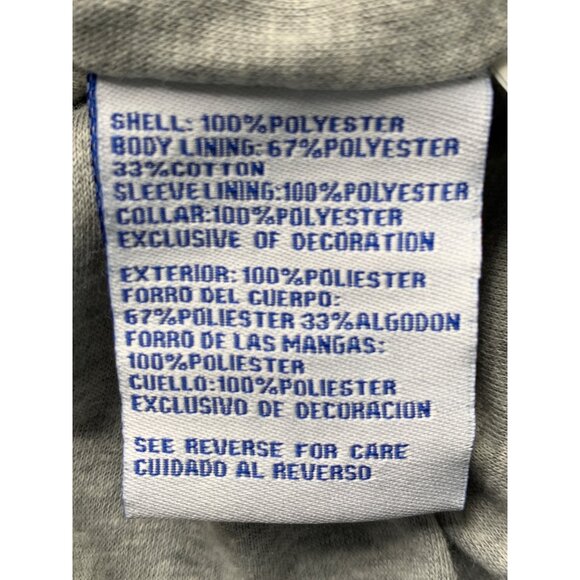 SHELL: 100%POLYESTER
BODY LINING: 67%POLYESTER
33%COTTON
SLEEVE LINING:100%POLYESTER
COLLAR:100%POLYESTER
EXCLUSIVE OF DECORATION
EXTERIOR: 100%POLIESTER
FORRO DEL CUERPO:
67%POLIESTER 33%ALGODON
FORRO DE LAS MANGAS:
100%POLIESTER
CUELLO:100%POLIESTER
EXCLUSIVO DE DECORACION
SEE REVERSE FOR CARE
CUIDADO AL REVERSO